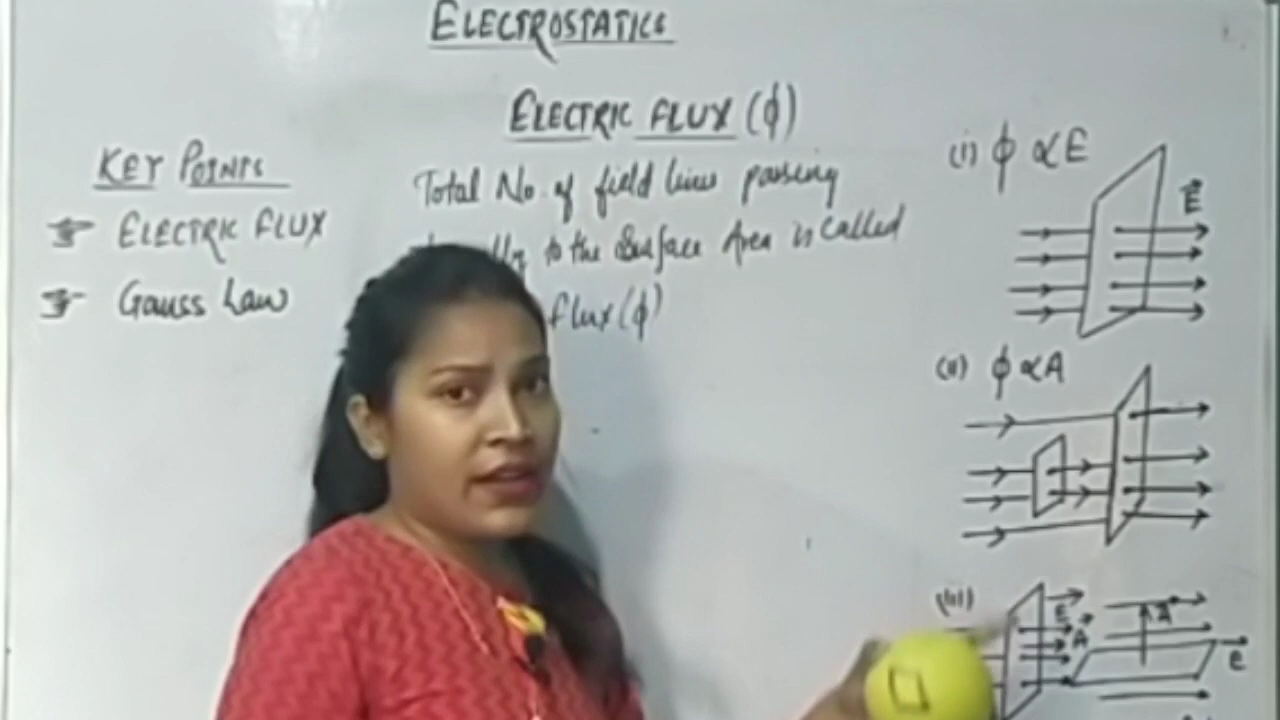 ELECTROSTATICS
ELECTRIC FLUX (ϕ)
KEY POINTS
☞ ELECTRIC FLUX
☞ Gauss Law
Total No. of field lines passing
to the Surface Area is called
flux (ϕ)
(i) ϕ ∝ E
E⃗
(ii) ϕ ∝ A
(iii)
E⃗
A⃗
A⃗
E⃗